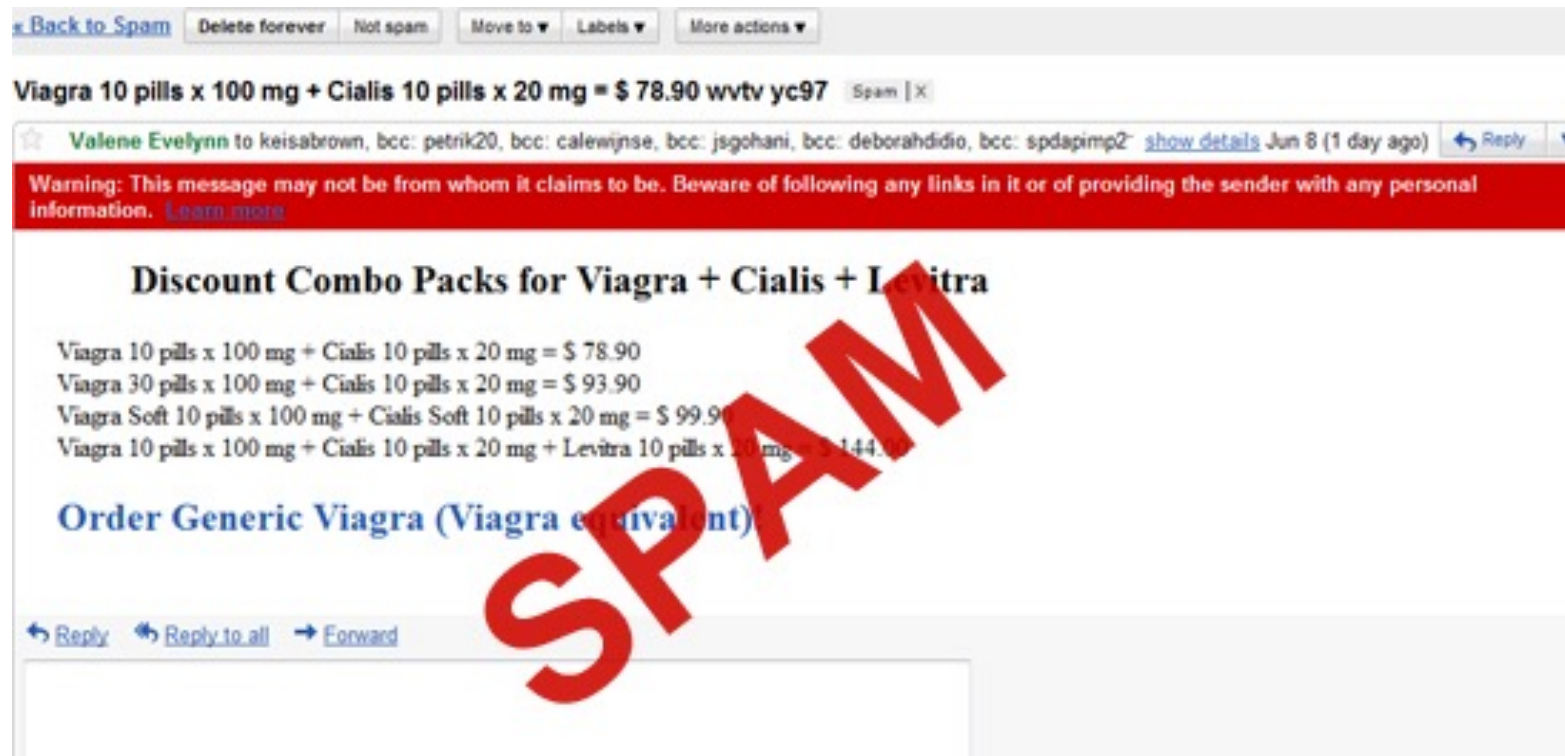 « Back to Spam Delete forever Not spam Move to ▼ Labels ▼ More actions ▼
Viagra 10 pills x 100 mg + Cialis 10 pills x 20 mg = $ 78.90 wvtv yc97 Spam | X
Valene Evelynn to keisabrown, bcc: petrik20, bcc: calewijnse, bcc: jsgohani, bcc: deborahdidio, bcc: spdapimp2 show details Jun 8 (1 day ago) Reply
Warning: This message may not be from whom it claims to be. Beware of following any links in it or of providing the sender with any personal
information. Learn more
Discount Combo Packs for Viagra + Cialis + Levitra
Viagra 10 pills x 100 mg + Cialis 10 pills x 20 mg = $ 78.90
Viagra 30 pills x 100 mg + Cialis 10 pills x 20 mg = $ 93.90
Viagra Soft 10 pills x 100 mg + Cialis Soft 10 pills x 20 mg = $ 99.90
Viagra 10 pills x 100 mg + Cialis 10 pills x 20 mg + Levitra 10 pills x 20 mg = $ 144.00
Order Generic Viagra (Viagra equivalent)!
SPAM
Reply Reply to all Forward